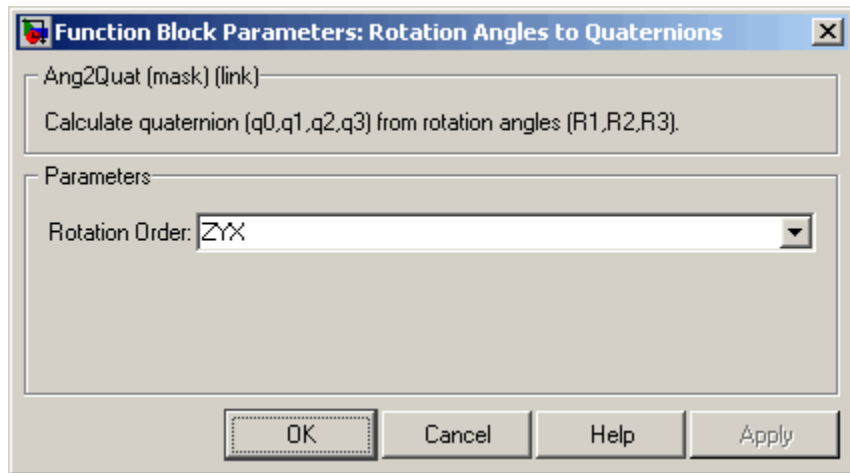 Function Block Parameters: Rotation Angles to Quaternions
Ang2Quat (mask) (link)
Calculate quaternion (q0,q1,q2,q3) from rotation angles (R1,R2,R3).
Parameters
Rotation Order: ZYX
OK Cancel Help Apply